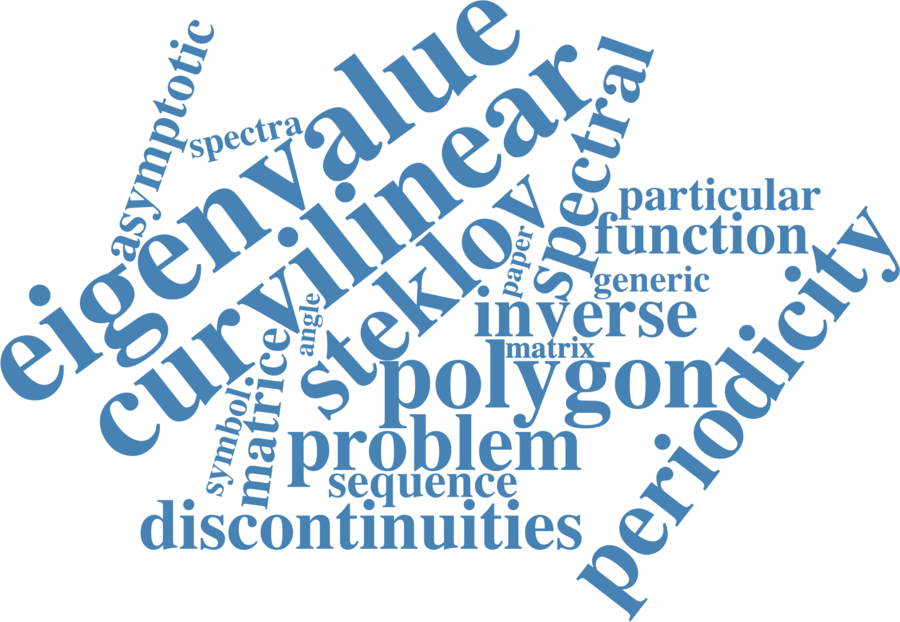 asymptotic
spectra
eigenvalue
curvilinear
spectral
steklov
paper
particular
function
generic
inverse
periodicity
angle
matrix
polygon
symbol
matrice
problem
sequence
discontinuities